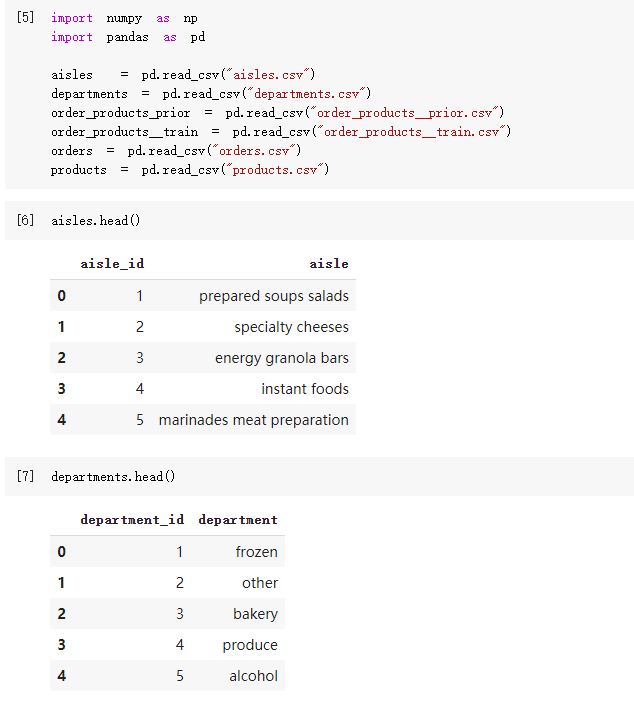 [5] import numpy as np
import pandas as pd
aisles = pd.read_csv("aisles.csv")
departments = pd.read_csv("departments.csv")
order_products_prior = pd.read_csv("order_products__prior.csv")
order_products__train = pd.read_csv("order_products__train.csv")
orders = pd.read_csv("orders.csv")
products = pd.read_csv("products.csv")
[6] aisles.head()
aisle_id aisle
0 1 prepared soups salads
1 2 specialty cheeses
2 3 energy granola bars
3 4 instant foods
4 5 marinades meat preparation
[7] departments.head()
department_id department
0 1 frozen
1 2 other
2 3 bakery
3 4 produce
4 5 alcohol